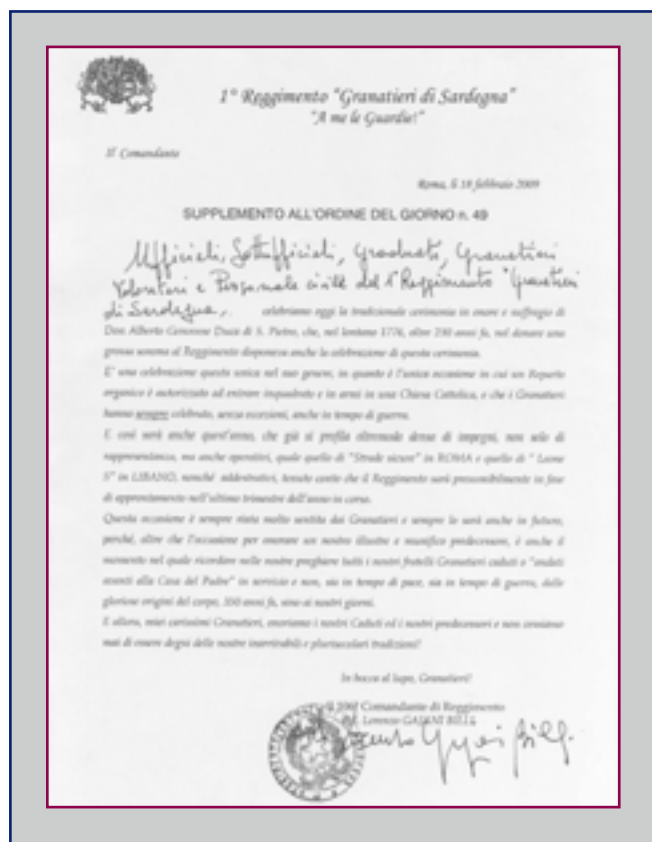 1° Reggimento "Granatieri di Sardegna"
"A me le Guardie!"
Il Comandante
Roma, li 18 febbraio 2009
SUPPLEMENTO ALL'ORDINE DEL GIORNO n. 49
Ufficiali, Sottufficiali, Graduati, Granatieri
Volontari e Personale civile del 1° Reggimento "Granatieri
di Sardegna", celebriamo oggi la tradizionale cerimonia in onore e suffragio di
Don Alberto Genovese Duca di S. Pietro, che, nel lontano 1776, oltre 230 anni fa, nel donare una
grossa somma al Reggimento disponeva anche la celebrazione di questa cerimonia.
E' una celebrazione questa unica nel suo genere, in quanto è l'unica occasione in cui un Reparto
organico è autorizzato ad entrare inquadrato e in armi in una Chiesa Cattolica, e che i Granatieri
hanno sempre celebrato, senza eccezioni, anche in tempo di guerra.
E così sarà anche quest'anno, che già si profila oltremodo denso di impegni, non solo di
rappresentanza, ma anche operativi, quale quello di "Strade sicure" in ROMA e quello di "Leone
5" in LIBANO, nonché addestrativi, tenuto conto che il Reggimento sarà presumibilmente in fase
di approntamento nell'ultimo trimestre dell'anno in corso.
Questa occasione è sempre stata molto sentita dai Granatieri e sempre lo sarà anche in futuro,
perché, oltre che l'occasione per onorare un nostro illustre e munifico predecessore, è anche il
momento nel quale ricordare nelle nostre preghiere tutti i nostri fratelli Granatieri caduti o "andati
avanti alla Casa del Padre" in servizio e non, sia in tempo di pace, sia in tempo di guerra, dalle
gloriose origini del corpo, 350 anni fa, sino ai nostri giorni.
E allora, miei carissimi Granatieri, onoriamo i nostri Caduti ed i nostri predecessori e non cessiamo
mai di essere degni delle nostre inarrivabili e plurisecolari tradizioni!
In bocca al lupo, Granatieri!
Comandante di Reggimento
Lorenzo GAJANI BILLI